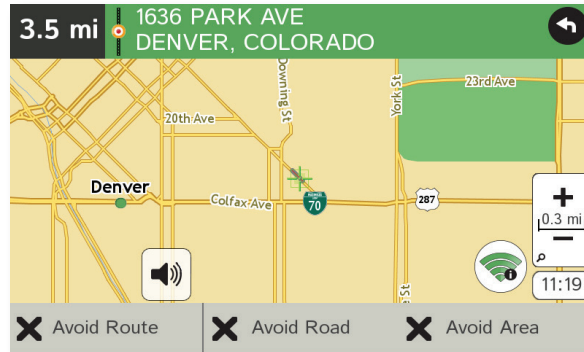 3.5 mi
1636 PARK AVE
DENVER, COLORADO
Downing St
York St
23rd Ave
20th Ave
Denver
Colfax Ave
70
287
+
0.3 mi
−
11:19
e St
Avoid Route
Avoid Road
Avoid Area